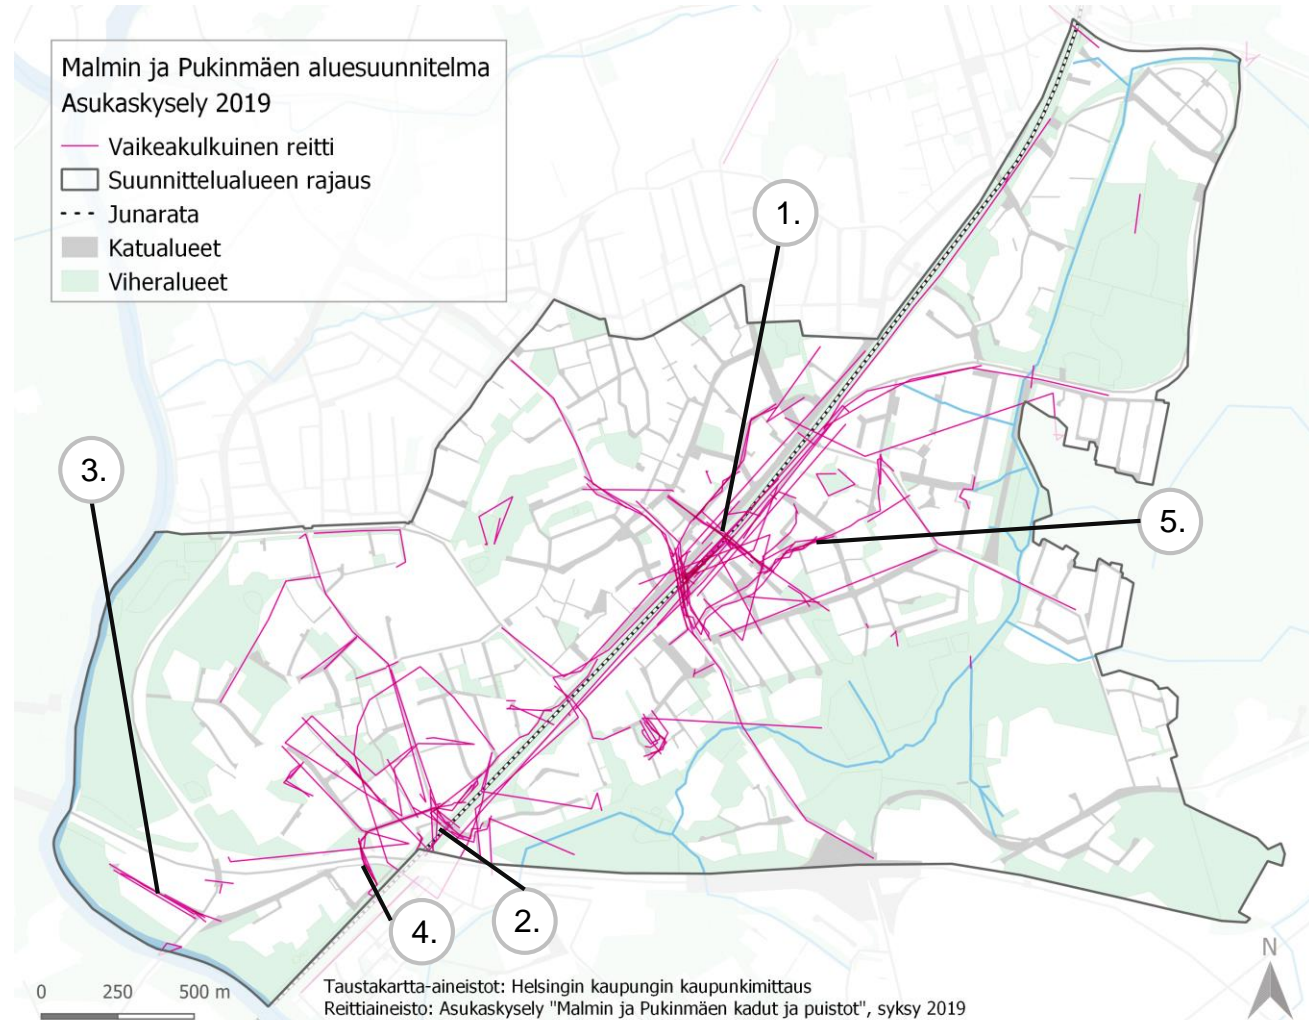 Malmin ja Pukinmäen aluesuunnitelma
Asukaskysely 2019
Vaikeakulkuinen reitti
Suunnittelualueen rajaus
Junarata
Katualueet
Viheralueet
1.
3.
5.
2.
4.
N
0 250 500 m
Taustakartta-aineistot: Helsingin kaupungin kaupunkimittaus
Reittiaineisto: Asukaskysely "Malmin ja Pukinmäen kadut ja puistot", syksy 2019